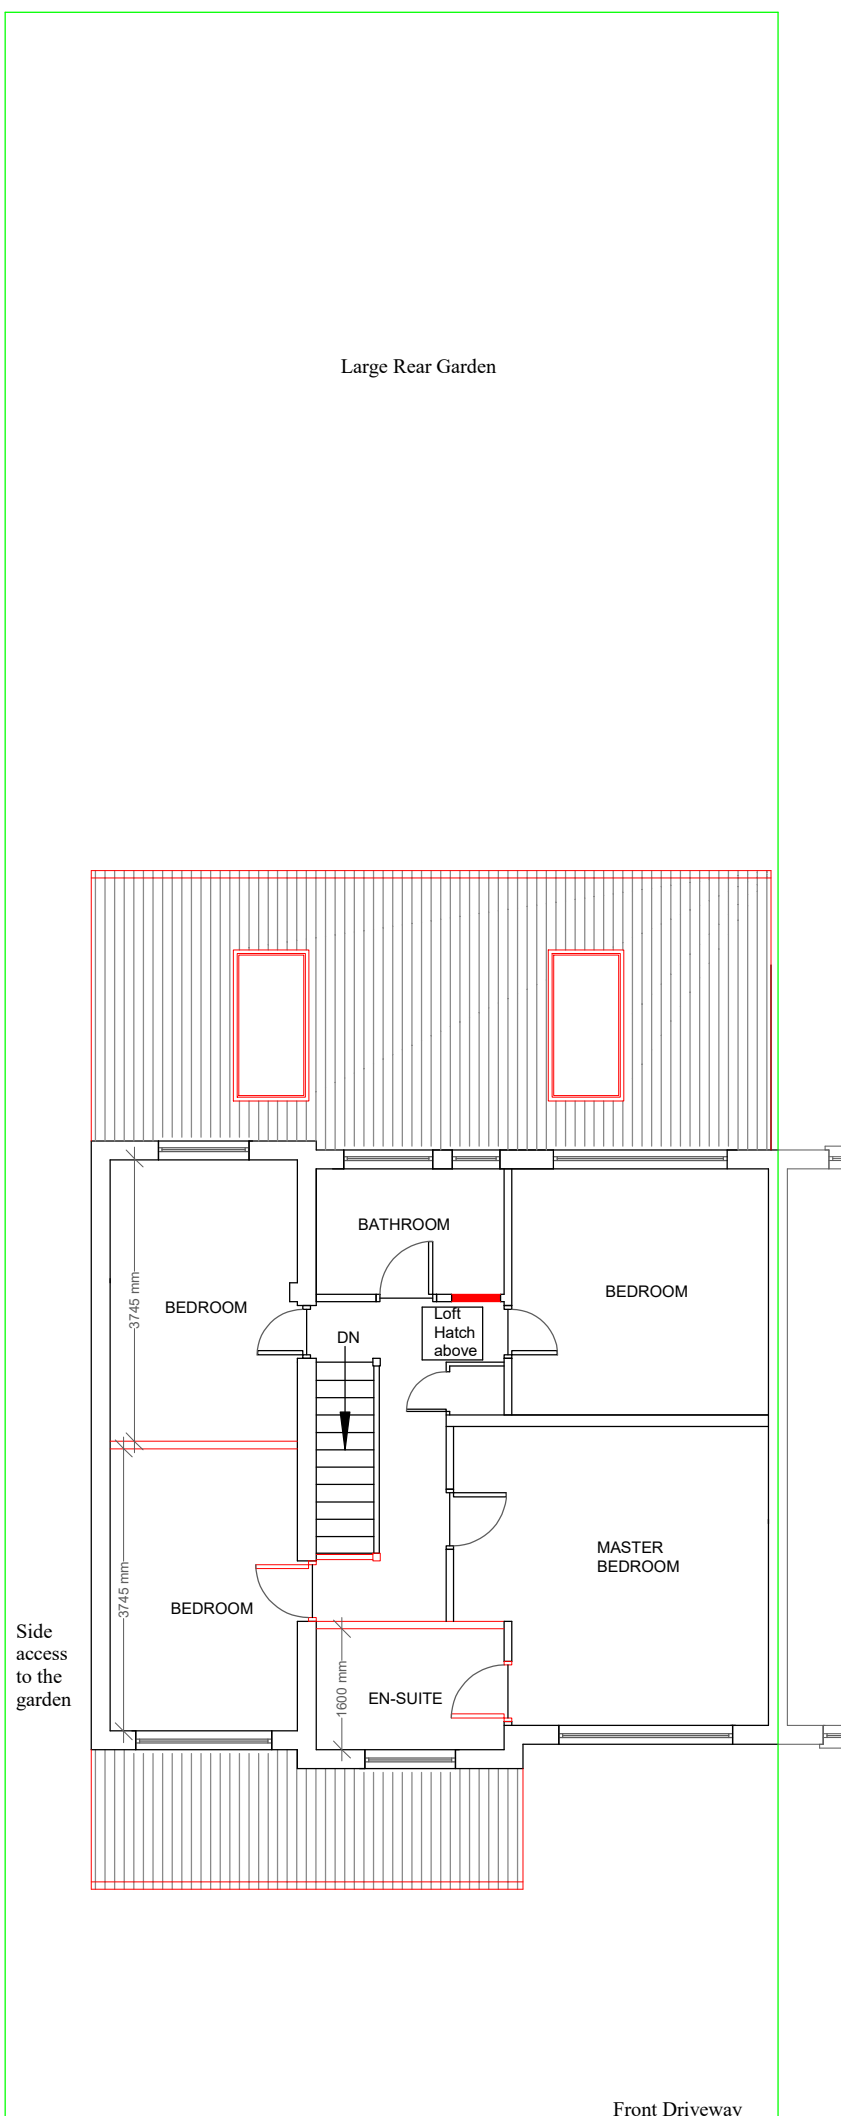 Large Rear Garden
BATHROOM
3745 mm
BEDROOM
BEDROOM
Loft
Hatch
above
DN
MASTER
BEDROOM
3745 mm
BEDROOM
Side
access
to the
garden
1600 mm
EN-SUITE
Front Driveway